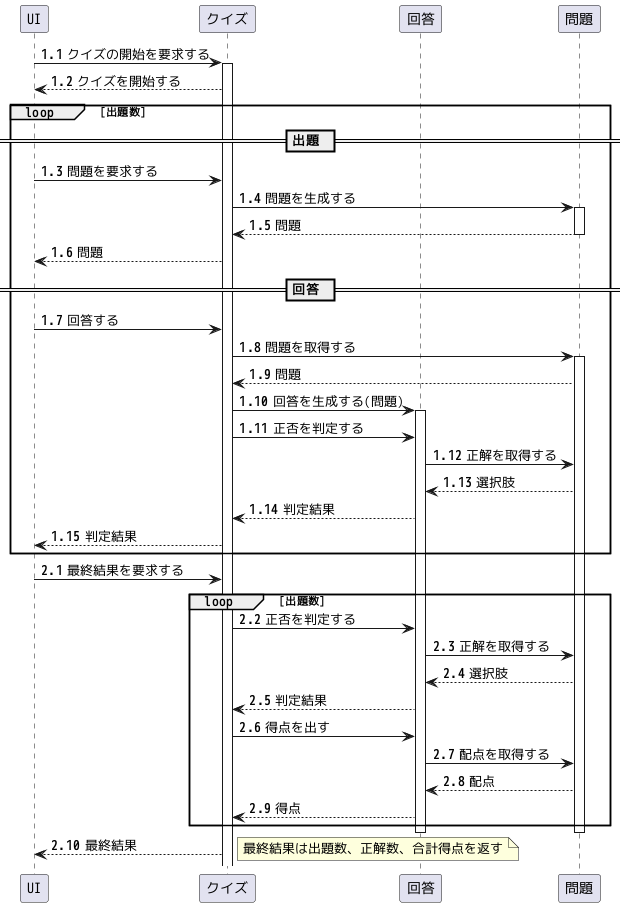 UI クイズ 回答 問題
1.1 クイズの開始を要求する
1.2 クイズを開始する
loop [出題数]
出題
1.3 問題を要求する
1.4 問題を生成する
1.5 問題
1.6 問題
回答
1.7 回答する
1.8 問題を取得する
1.9 問題
1.10 回答を生成する(問題)
1.11 正否を判定する
1.12 正解を取得する
1.13 選択肢
1.14 判定結果
1.15 判定結果
2.1 最終結果を要求する
loop [出題数]
2.2 正否を判定する
2.3 正解を取得する
2.4 選択肢
2.5 判定結果
2.6 得点を出す
2.7 配点を取得する
2.8 配点
2.9 得点
2.10 最終結果 最終結果は出題数、正解数、合計得点を返す
UI クイズ 回答 問題